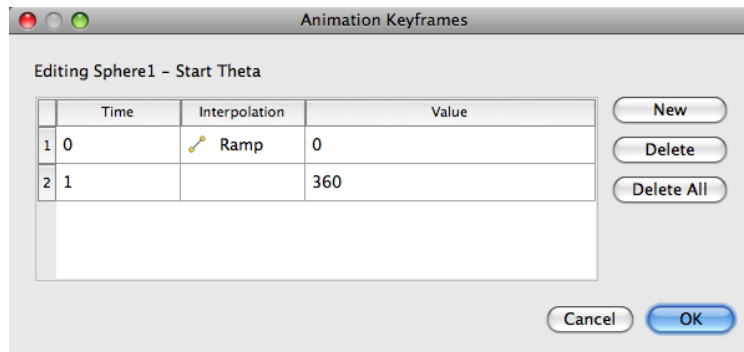 Animation Keyframes
Editing Sphere1 – Start Theta
Time Interpolation Value
1 0 Ramp 0
2 1 360
New
Delete
Delete All
Cancel OK